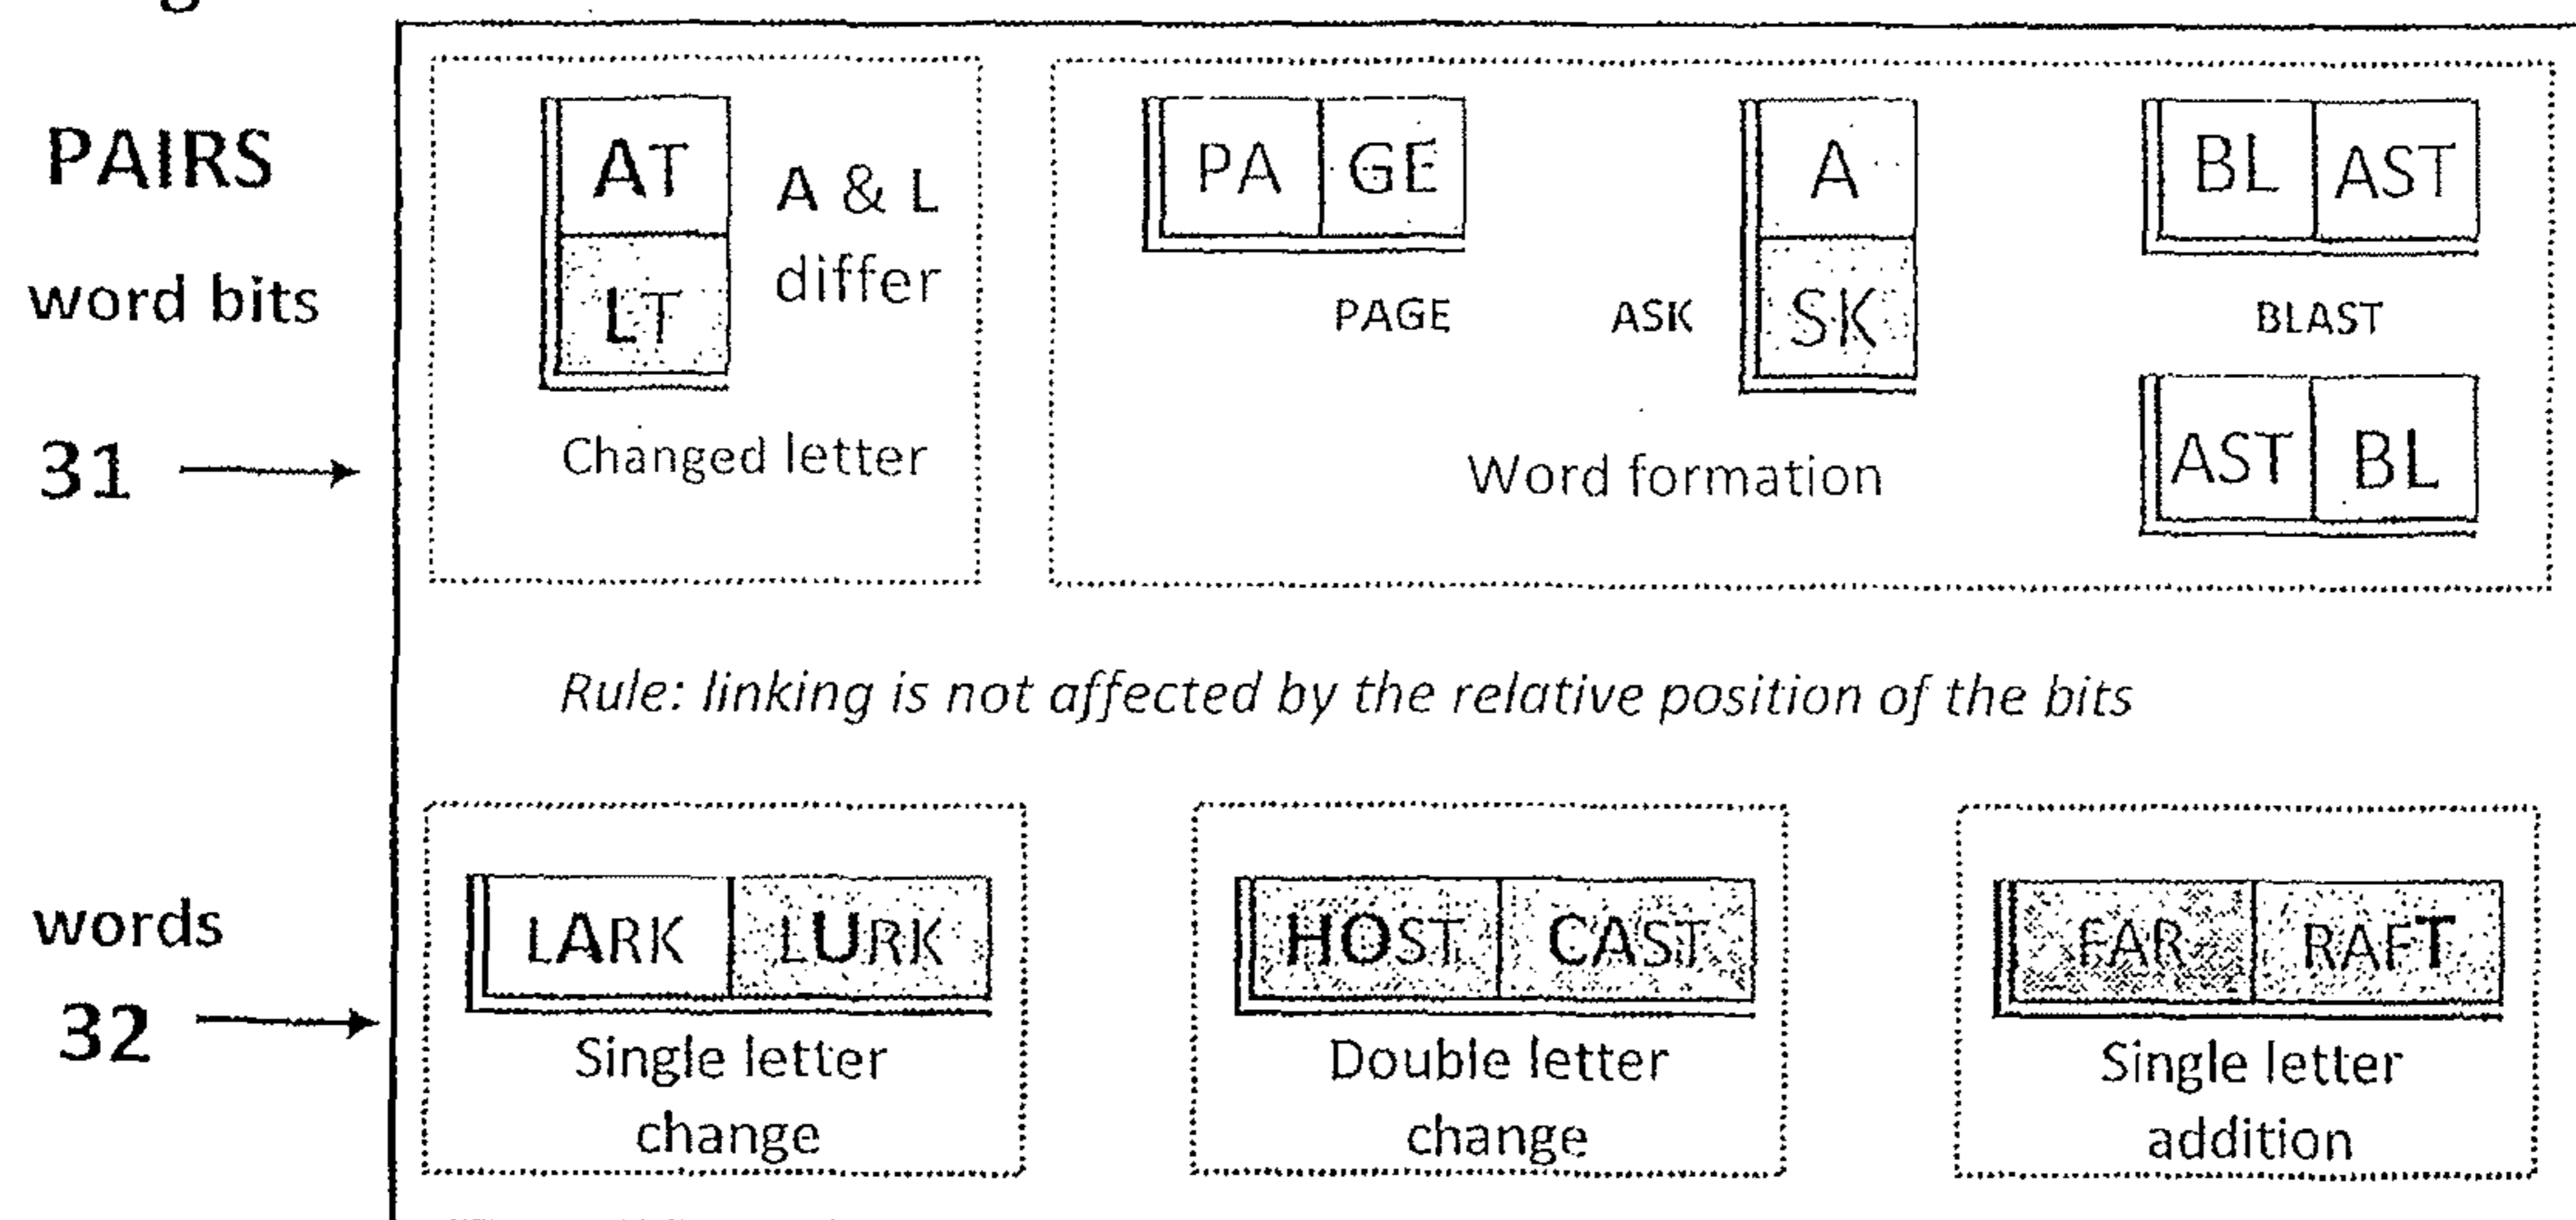 PAIRS
word bits
31
AT
LT
A & L
differ
Changed letter
PA GE
PAGE
A
SK
ASK
BL AST
BLAST
AST BL
Word formation
Rule: linking is not affected by the relative position of the bits
words
32
LARK LURK
Single letter
change
HOST CAST
Double letter
change
FAR RAFT
Single letter
addition